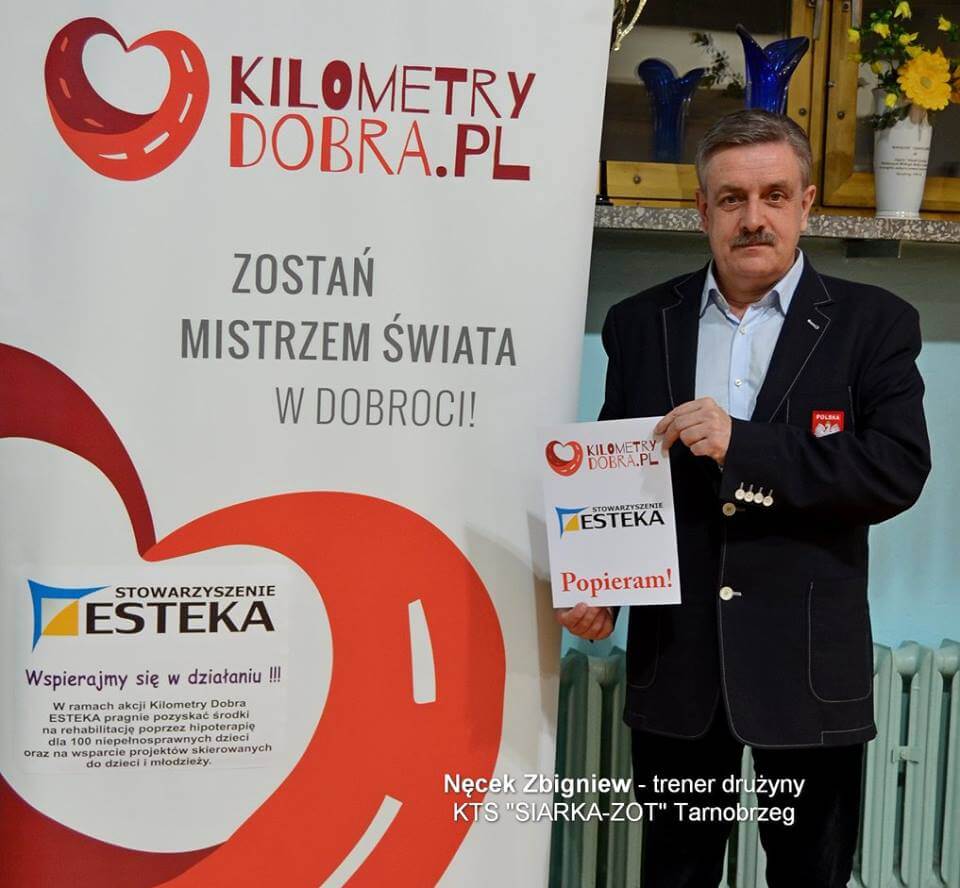 KILOMETRY
DOBRA.PL
ZOSTAŃ
MISTRZEM ŚWIATA
W DOBROCI!
STOWARZYSZENIE
ESTEKA
Wspierajmy się w działaniu !!!
W ramach akcji Kilometry Dobra
ESTEKA pragnie pozyskać środki
na rehabilitację poprzez hipoterapię
dla 100 niepełnosprawnych dzieci
oraz na wsparcie projektów skierowanych
do dzieci i młodzieży.
KILOMETRY
DOBRA.PL
STOWARZYSZENIE
ESTEKA
Popieram!
POLSKA
Nęcek Zbigniew - trener drużyny
KTS "SIARKA-ZOT" Tarnobrzeg